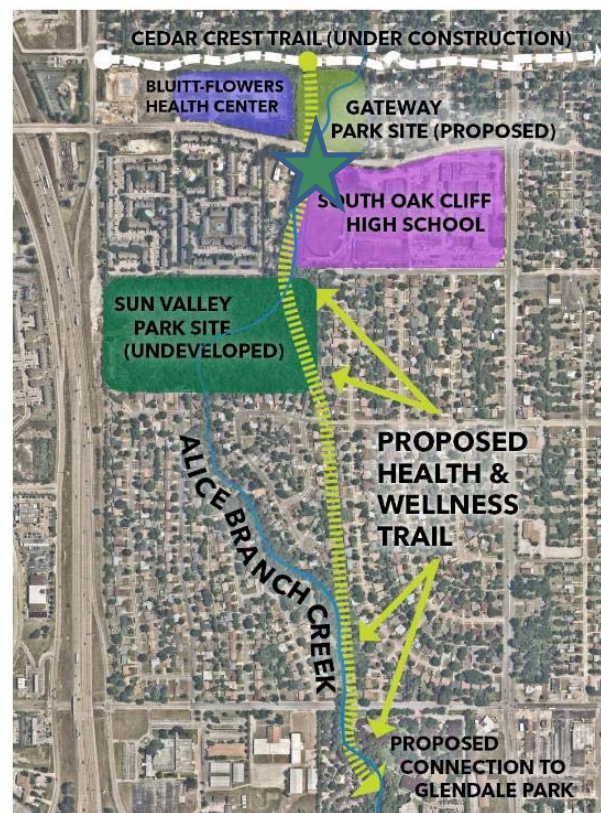 CEDAR CREST TRAIL (UNDER CONSTRUCTION)
BLUITT-FLOWERS
HEALTH CENTER
GATEWAY
PARK SITE (PROPOSED)
SOUTH OAK CLIFF
HIGH SCHOOL
SUN VALLEY
PARK SITE
(UNDEVELOPED)
PROPOSED
HEALTH &
WELLNESS
TRAIL
ALICE BRANCH CREEK
PROPOSED
CONNECTION TO
GLENDALE PARK